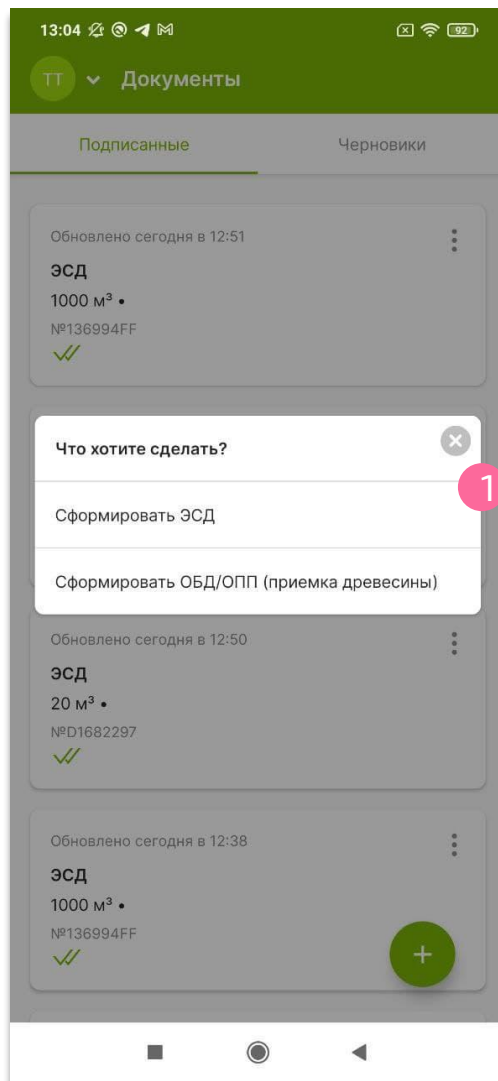 13:04
92
ТТ
Документы
Подписанные
Черновики
Обновлено сегодня в 12:51
ЭСД
1000 м³ •
№136994FF
Что хотите сделать?
1
Сформировать ЭСД
Сформировать ОБД/ОПП (приемка древесины)
Обновлено сегодня в 12:50
ЭСД
20 м³ •
№D1682297
Обновлено сегодня в 12:38
ЭСД
1000 м³ •
№136994FF
+